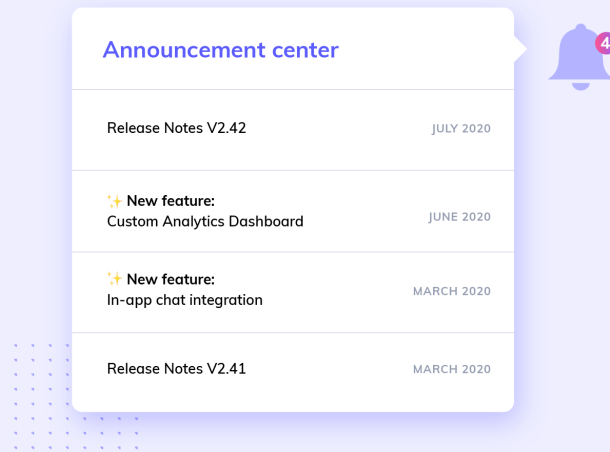 Announcement center
4
Release Notes V2.42
JULY 2020
✨ New feature:
Custom Analytics Dashboard
JUNE 2020
✨ New feature:
In-app chat integration
MARCH 2020
Release Notes V2.41
MARCH 2020